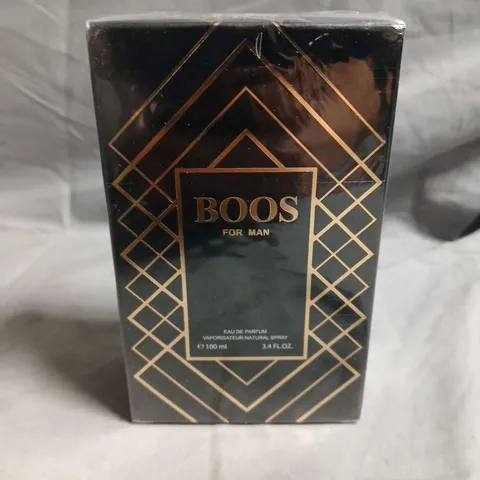 BOOS
FOR MAN
EAU DE PARFUM
VAPORISATEUR NATURAL SPRAY
℮ 100 ml 3.4 FL.OZ.